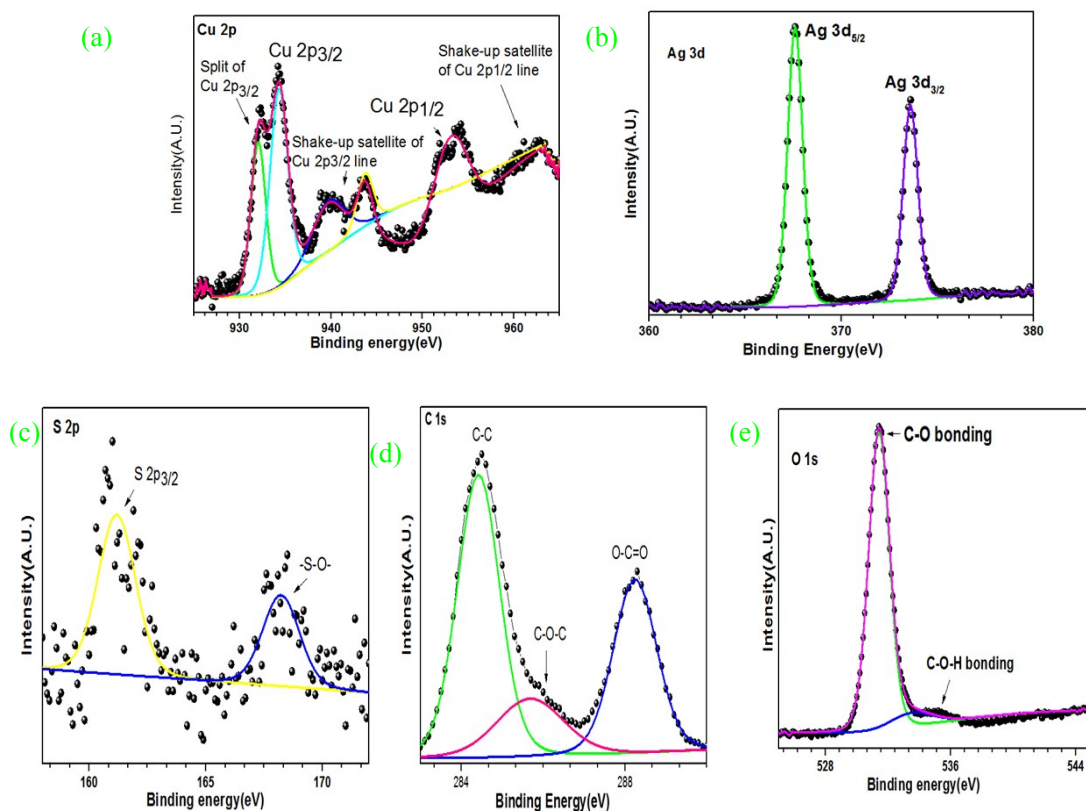 (a)
Cu 2p
Split of
Cu 2p3/2
Cu 2p3/2
Shake-up satellite of
Cu 2p3/2 line
Cu 2p1/2
Shake-up satellite
of Cu 2p1/2 line
Intensity(A.U.)
930 940 950 960
Binding energy(eV)
(b)
Ag 3d
Ag 3d5/2
Ag 3d3/2
Intensity(A.U.)
360 370 380
Binding Energy(eV)
(c)
S 2p
S 2p3/2
-S-O-
Intensity(A.U.)
160 165 170
Binding energy(eV)
(d)
C 1s
C-C
C-O-C
O-C=O
Intensity(A.U.)
284 288
Binding Energy(eV)
(e)
O 1s
C-O bonding
C-O-H bonding
Intensity(A.U.)
528 536 544
Binding energy(eV)